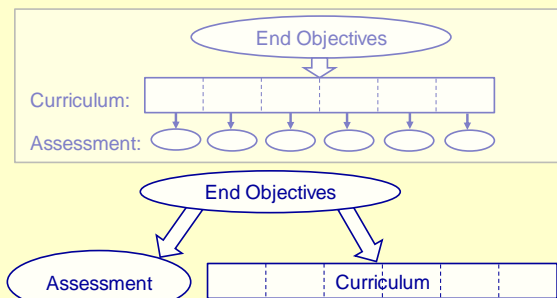 End Objectives
Curriculum:
Assessment:
End Objectives
Assessment
Curriculum